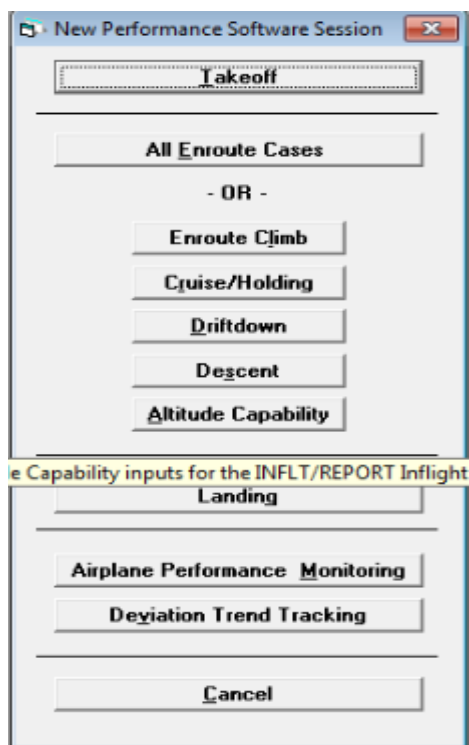 New Performance Software Session
Takeoff
All Enroute Cases
- OR -
Enroute Climb
Cruise/Holding
Driftdown
Descent
Altitude Capability
Capability inputs for the INFLT/REPORT Inflight
Landing
Airplane Performance Monitoring
Deviation Trend Tracking
Cancel